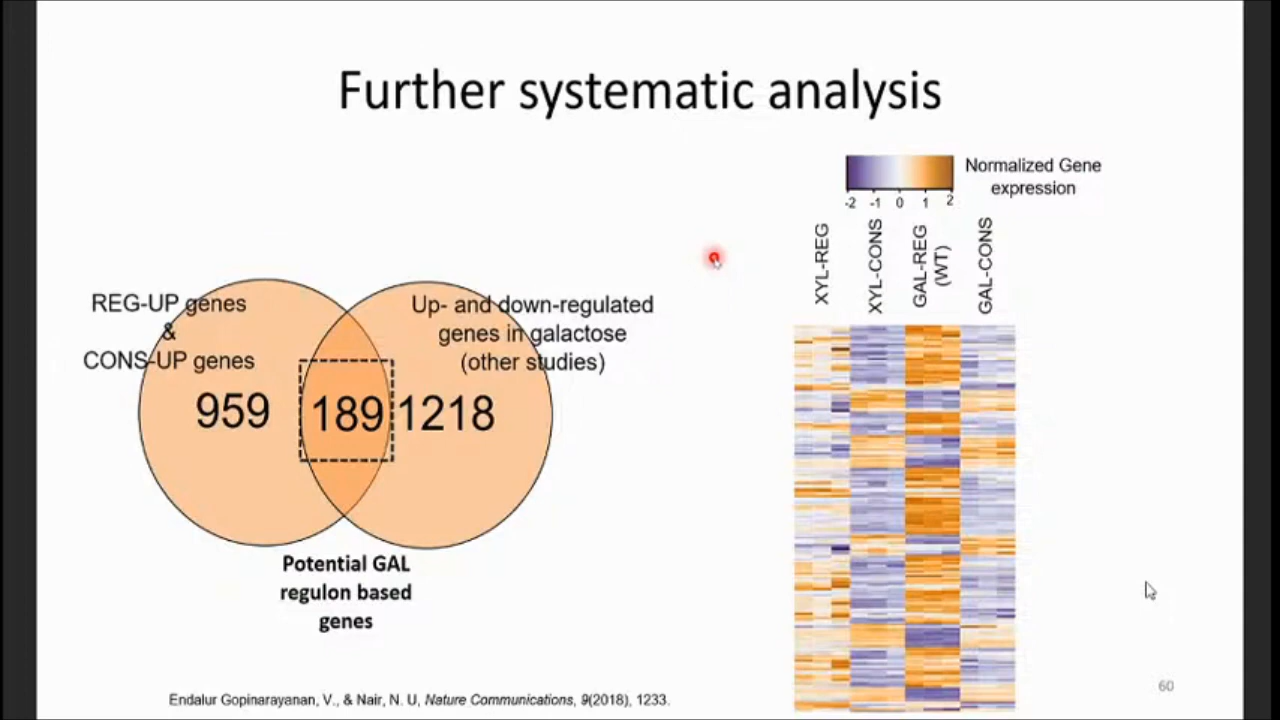 Further systematic analysis
Normalized Gene
expression
-2 -1 0 1 2
XYL-REG
XYL-CONS
GAL-REG
(WT)
GAL-CONS
REG-UP genes
&
CONS-UP genes
Up- and down-regulated
genes in galactose
(other studies)
959
189
1218
Potential GAL
regulon based
genes
Endalur Gopinarayanan, V., & Nair, N. U, Nature Communications, 9(2018), 1233.
60